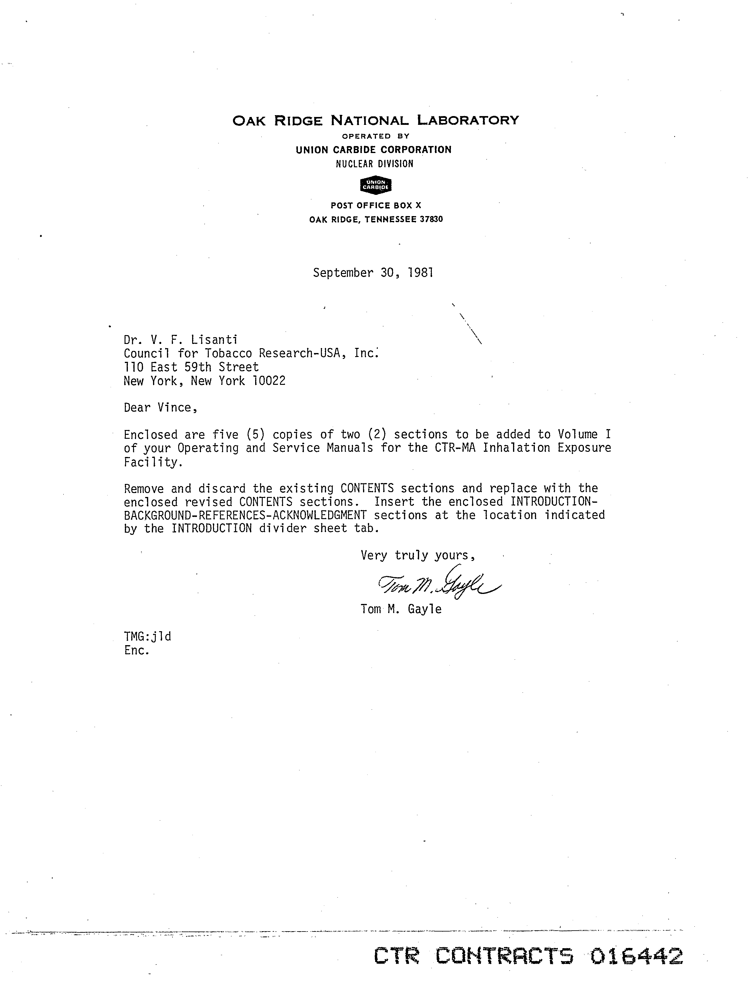 OAK RIDGE NATIONAL LABORATORY
OPERATED BY
UNION CARBIDE CORPORATION
NUCLEAR DIVISION
UNION
CARBIDE
POST OFFICE BOX X
OAK RIDGE, TENNESSEE 37830
September 30, 1981
Dr. V. F. Lisanti
Council for Tobacco Research-USA, Inc.
110 East 59th Street
New York, New York 10022
Dear Vince,
Enclosed are five (5) copies of two (2) sections to be added to Volume I
of your Operating and Service Manuals for the CTR-MA Inhalation Exposure
Facility.
Remove and discard the existing CONTENTS sections and replace with the
enclosed revised CONTENTS sections. Insert the enclosed INTRODUCTION-
BACKGROUND-REFERENCES-ACKNOWLEDGMENT sections at the location indicated
by the INTRODUCTION divider sheet tab.
Very truly yours,
Tom M. Gayle
Tom M. Gayle
TMG:jld
Enc.
CTR CONTRACTS 016442